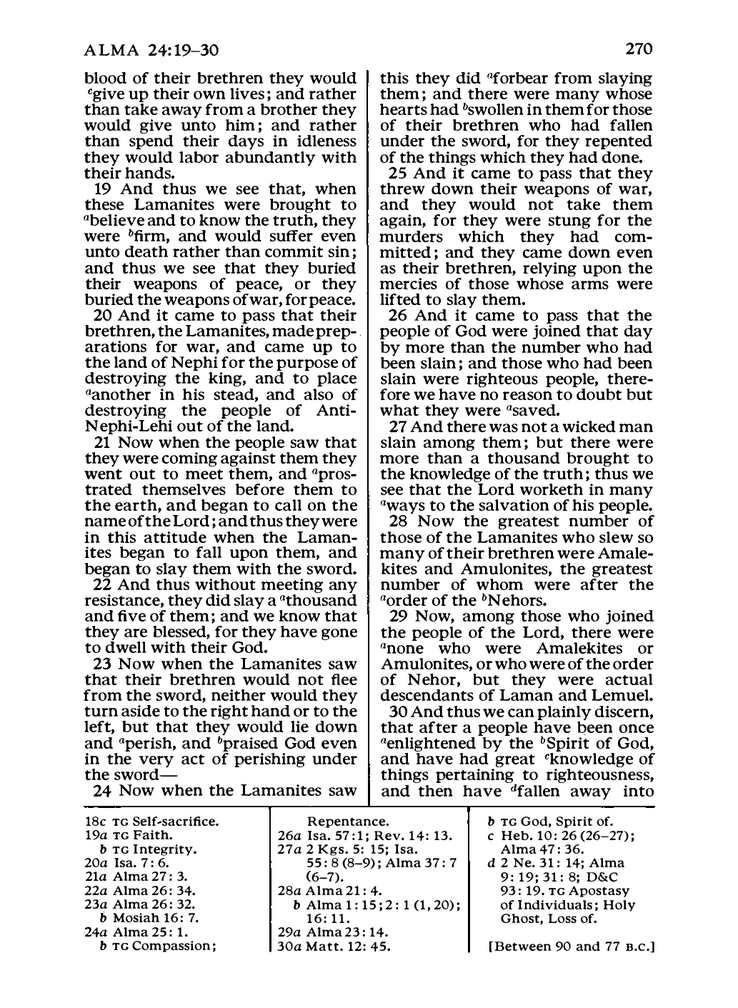 ALMA 24:19–30
270
blood of their brethren they would
cgive up their own lives; and rather
than take away from a brother they
would give unto him; and rather
than spend their days in idleness
they would labor abundantly with
their hands.
19 And thus we see that, when
these Lamanites were brought to
abelieve and to know the truth, they
were bfirm, and would suffer even
unto death rather than commit sin;
and thus we see that they buried
their weapons of peace, or they
buried the weapons of war, for peace.
20 And it came to pass that their
brethren, the Lamanites, made prep-
arations for war, and came up to
the land of Nephi for the purpose of
destroying the king, and to place
aanother in his stead, and also of
destroying the people of Anti-
Nephi-Lehi out of the land.
21 Now when the people saw that
they were coming against them they
went out to meet them, and apros-
trated themselves before them to
the earth, and began to call on the
name of the Lord; and thus they were
in this attitude when the Laman-
ites began to fall upon them, and
began to slay them with the sword.
22 And thus without meeting any
resistance, they did slay a athousand
and five of them; and we know that
they are blessed, for they have gone
to dwell with their God.
23 Now when the Lamanites saw
that their brethren would not flee
from the sword, neither would they
turn aside to the right hand or to the
left, but that they would lie down
and aperish, and bpraised God even
in the very act of perishing under
the sword—
24 Now when the Lamanites saw
this they did aforbear from slaying
them; and there were many whose
hearts had bswollen in them for those
of their brethren who had fallen
under the sword, for they repented
of the things which they had done.
25 And it came to pass that they
threw down their weapons of war,
and they would not take them
again, for they were stung for the
murders which they had com-
mitted; and they came down even
as their brethren, relying upon the
mercies of those whose arms were
lifted to slay them.
26 And it came to pass that the
people of God were joined that day
by more than the number who had
been slain; and those who had been
slain were righteous people, there-
fore we have no reason to doubt but
what they were asaved.
27 And there was not a wicked man
slain among them; but there were
more than a thousand brought to
the knowledge of the truth; thus we
see that the Lord worketh in many
aways to the salvation of his people.
28 Now the greatest number of
those of the Lamanites who slew so
many of their brethren were Amale-
kites and Amulonites, the greatest
number of whom were after the
aorder of the bNehors.
29 Now, among those who joined
the people of the Lord, there were
anone who were Amalekites or
Amulonites, or who were of the order
of Nehor, but they were actual
descendants of Laman and Lemuel.
30 And thus we can plainly discern,
that after a people have been once
aenlightened by the bSpirit of God,
and have had great cknowledge of
things pertaining to righteousness,
and then have dfallen away into
18c TG Self-sacrifice.
19a TG Faith.
b TG Integrity.
20a Isa. 7: 6.
21a Alma 27: 3.
22a Alma 26: 34.
23a Alma 26: 32.
b Mosiah 16: 7.
24a Alma 25: 1.
b TG Compassion;
Repentance.
26a Isa. 57:1; Rev. 14: 13.
27a 2 Kgs. 5: 15; Isa.
55: 8 (8–9); Alma 37: 7
(6–7).
28a Alma 21: 4.
b Alma 1: 15; 2: 1 (1, 20);
16: 11.
29a Alma 23: 14.
30a Matt. 12: 45.
b TG God, Spirit of.
c Heb. 10: 26 (26–27);
Alma 47: 36.
d 2 Ne. 31: 14; Alma
9: 19; 31: 8; D&C
93: 19. TG Apostasy
of Individuals; Holy
Ghost, Loss of.
[Between 90 and 77 B.C.]